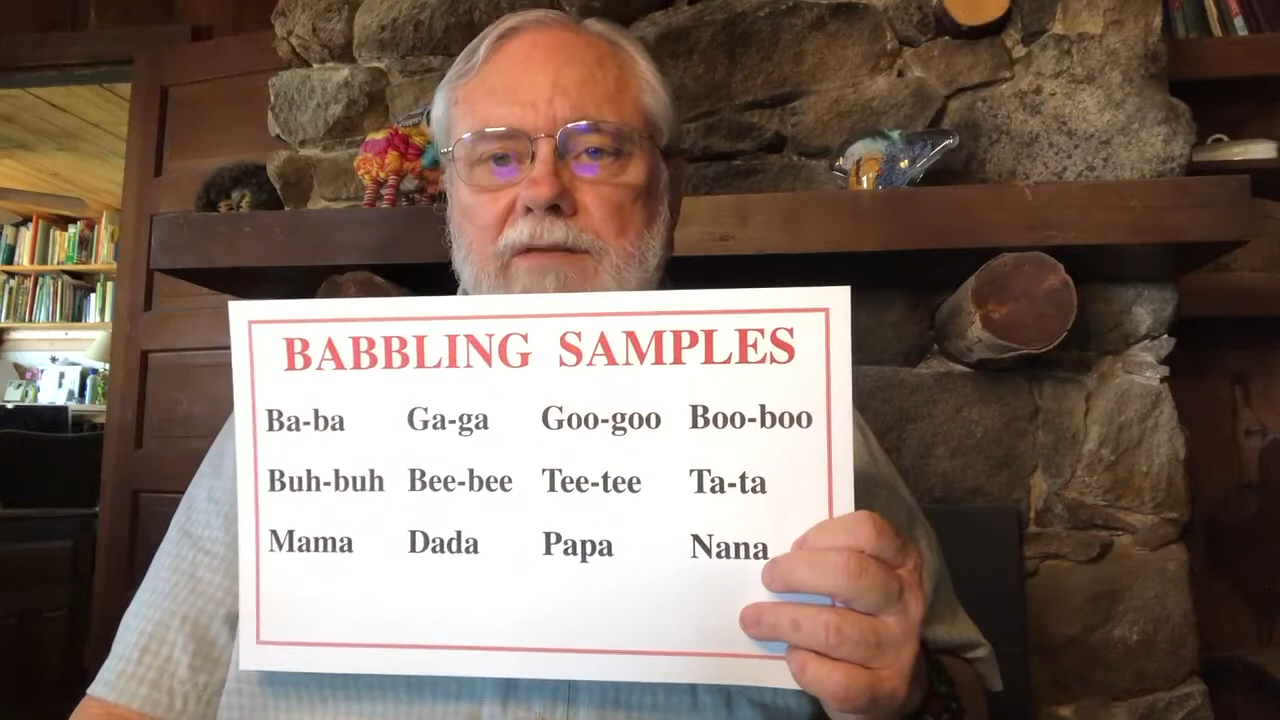 BABBLING SAMPLES
Ba-ba Ga-ga Goo-goo Boo-boo
Buh-buh Bee-bee Tee-tee Ta-ta
Mama Dada Papa Nana